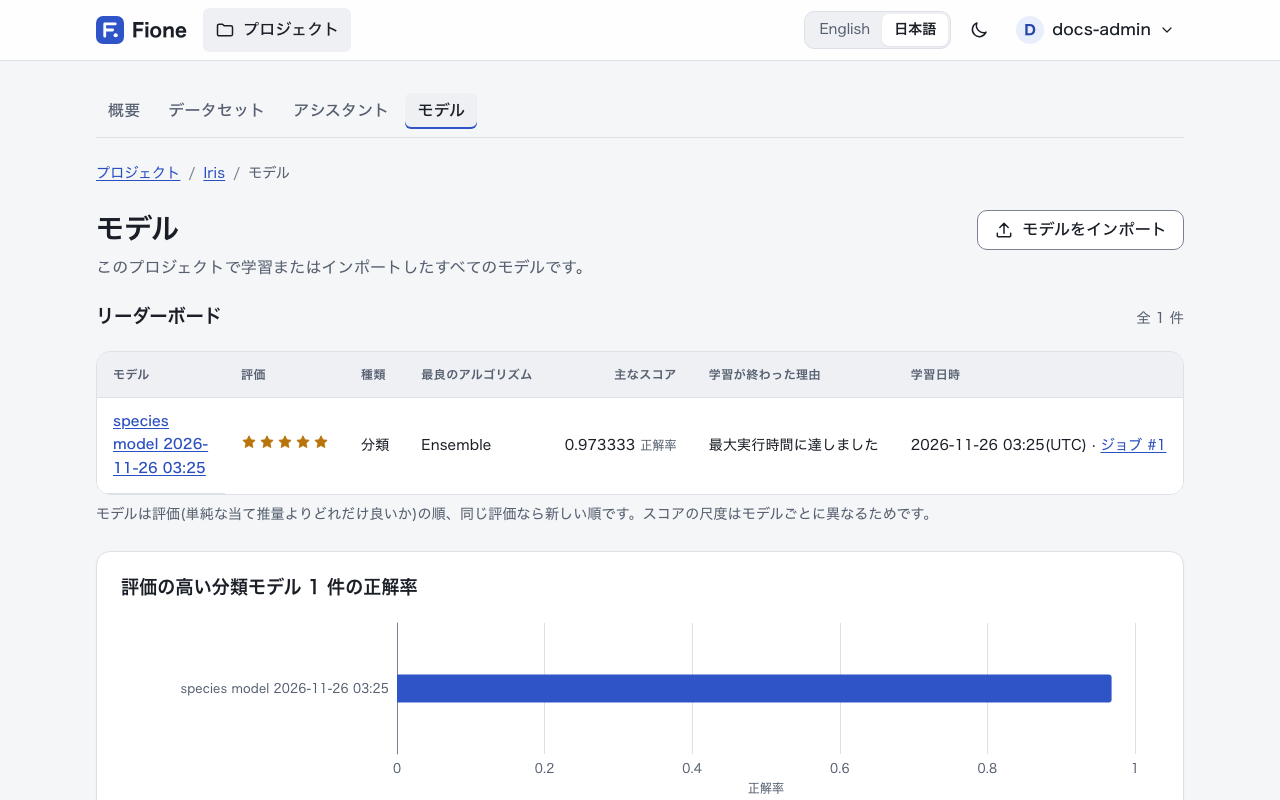 Fione
プロジェクト
English
日本語
D
docs-admin
概要
データセット
アシスタント
モデル
プロジェクト / Iris / モデル
モデル
モデルをインポート
このプロジェクトで学習またはインポートしたすべてのモデルです。
リーダーボード
全 1 件
モデル 評価 種類 最良のアルゴリズム 主なスコア 学習が終わった理由 学習日時
species
model 2026-
11-26 03:25
★★★★★ 分類 Ensemble 0.973333 正解率 最大実行時間に達しました 2026-11-26 03:25(UTC) · ジョブ #1
モデルは評価(単純な当て推量よりどれだけ良いか)の順、同じ評価なら新しい順です。スコアの尺度はモデルごとに異なるためです。
評価の高い分類モデル 1 件の正解率
species model 2026-11-26 03:25
0 0.2 0.4 0.6 0.8 1
正解率